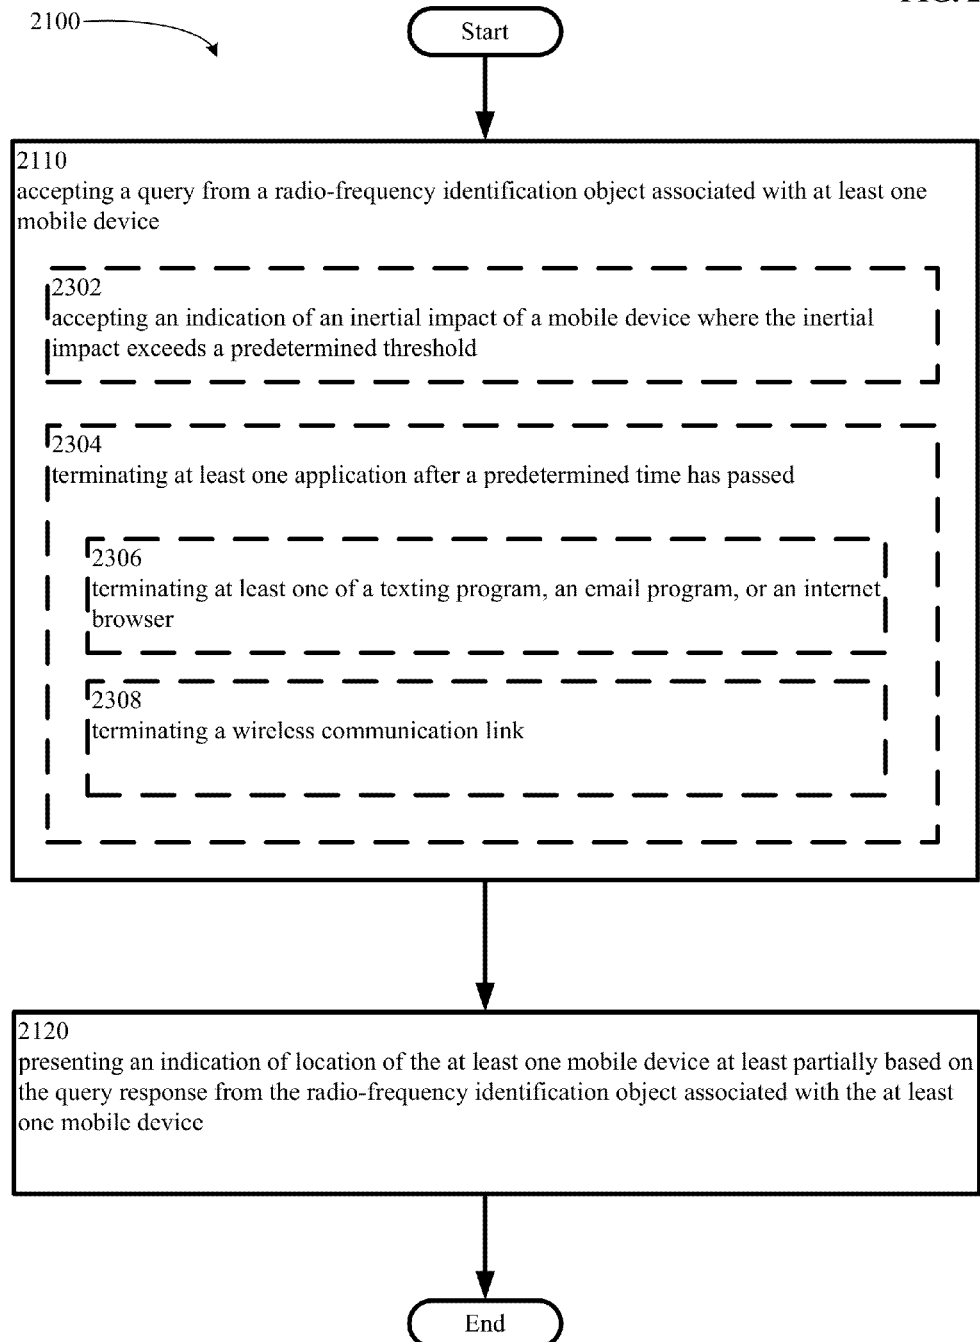 2100
Start
2110
accepting a query from a radio-frequency identification object associated with at least one
mobile device
2302
accepting an indication of an inertial impact of a mobile device where the inertial
impact exceeds a predetermined threshold
2304
terminating at least one application after a predetermined time has passed
2306
terminating at least one of a texting program, an email program, or an internet
browser
2308
terminating a wireless communication link
2120
presenting an indication of location of the at least one mobile device at least partially based on
the query response from the radio-frequency identification object associated with the at least
one mobile device
End